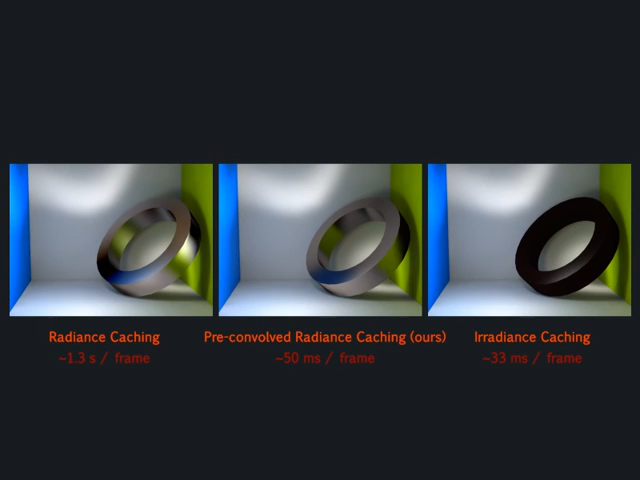 Radiance Caching
~1.3 s / frame
Pre-convolved Radiance Caching (ours)
~50 ms / frame
Irradiance Caching
~33 ms / frame